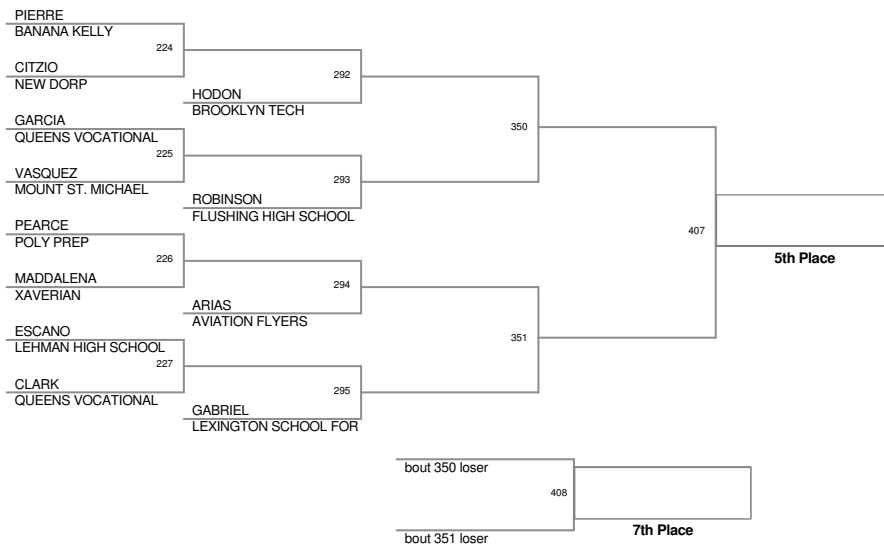 PIERRE
BANANA KELLY
224
CITZIO
NEW DORP
292
HODON
BROOKLYN TECH
GARCIA
QUEENS VOCATIONAL
350
225
VASQUEZ
MOUNT ST. MICHAEL
293
ROBINSON
FLUSHING HIGH SCHOOL
PEARCE
POLY PREP
407
226
5th Place
MADDALENA
XAVERIAN
294
ARIAS
AVIATION FLYERS
ESCANO
LEHMAN HIGH SCHOOL
351
227
CLARK
QUEENS VOCATIONAL
295
GABRIEL
LEXINGTON SCHOOL FOR
bout 350 loser
408
7th Place
bout 351 loser